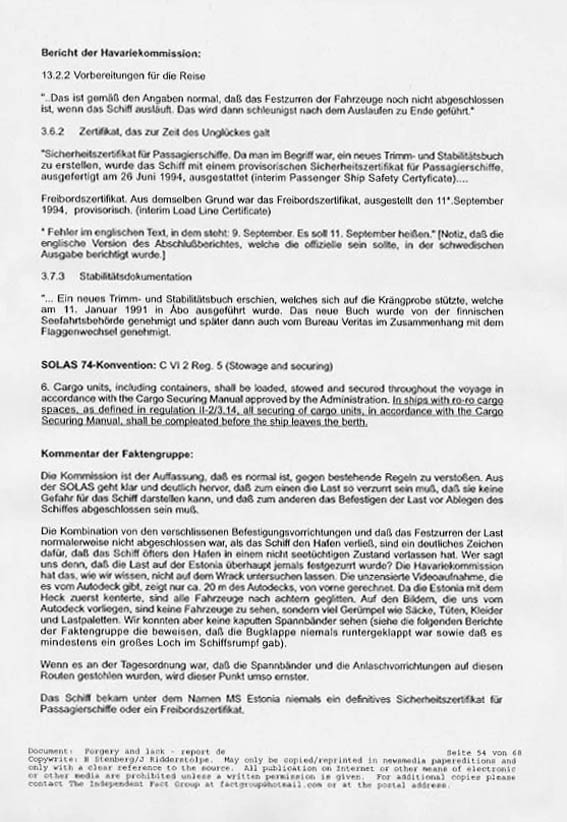 Bericht der Havariekommission:
13.2.2 Vorbereitungen für die Reise
"..Das ist gemäß den Angaben normal, daß das Festzurren der Fahrzeuge noch nicht abgeschlossen
ist, wenn das Schiff ausläuft. Das wird dann schleunigst nach dem Auslaufen zu Ende geführt."
3.6.2 Zertifikat, das zur Zeit des Unglückes galt
"Sicherheitszertifikat für Passagierschiffe. Da man im Begriff war, ein neues Trimm- und Stabilitätsbuch
zu erstellen, wurde das Schiff mit einem provisorischen Sicherheitszertifikat für Passagierschiffe,
ausgefertigt am 26 Juni 1994, ausgestattet (interim Passenger Ship Safety Certyficate)....
Freibordszertifikat. Aus demselben Grund war das Freibordszertifikat, ausgestellt den 11*.September
1994, provisorisch. (interim Load Line Certificate)
* Fehler im englischen Text, in dem steht: 9. September. Es soll 11. September heißen." [Notiz, daß die
englische Version des Abschlußberichtes, welche die offizielle sein sollte, in der schwedischen
Ausgabe berichtigt wurde.]
3.7.3 Stabilitätsdokumentation
"... Ein neues Trimm- und Stabilitätsbuch erschien, welches sich auf die Krängprobe stützte, welche
am 11. Januar 1991 in Åbo ausgeführt wurde. Das neue Buch wurde von der finnischen
Seefahrtsbehörde genehmigt und später dann auch vom Bureau Veritas im Zusammenhang mit dem
Flaggenwechsel genehmigt.
SOLAS 74-Konvention: C VI 2 Reg. 5 (Stowage and securing)
6. Cargo units, including containers, shall be loaded, stowed and secured throughout the voyage in
accordance with the Cargo Securing Manual approved by the Administration. In ships with ro-ro cargo
spaces, as defined in regulation II-2/3.14, all securing of cargo units, in accordance with the Cargo
Securing Manual, shall be compleated before the ship leaves the berth.
Kommentar der Faktengruppe:
Die Kommission ist der Auffassung, daß es normal ist, gegen bestehende Regeln zu verstoßen. Aus
der SOLAS geht klar und deutlich hervor, daß zum einen die Last so verzurrt sein muß, daß sie keine
Gefahr für das Schiff darstellen kann, und daß zum anderen das Befestigen der Last vor Ablegen des
Schiffes abgeschlossen sein muß.
Die Kombination von den verschlissenen Befestigungsvorrichtungen und daß das Festzurren der Last
normalerweise nicht abgeschlossen war, als das Schiff den Hafen verließ, sind ein deutliches Zeichen
dafür, daß das Schiff öfters den Hafen in einem nicht seetüchtigen Zustand verlassen hat. Wer sagt
uns denn, daß die Last auf der Estonia überhaupt jemals festgezurrt wurde? Die Havariekommission
hat das, wie wir wissen, nicht auf dem Wrack untersuchen lassen. Die unzensierte Videoaufnahme, die
es vom Autodeck gibt, zeigt nur ca. 20 m des Autodecks, von vorne gerechnet. Da die Estonia mit dem
Heck zuerst kenterte, sind alle Fahrzeuge nach achtern geglitten. Auf den Bildern, die uns vom
Autodeck vorliegen, sind keine Fahrzeuge zu sehen, sondern viel Gerümpel wie Säcke, Tüten, Kleider
und Lastpaletten. Wir konnten aber keine kaputten Spannbänder sehen (siehe die folgenden Berichte
der Faktengruppe die beweisen, daß die Bugklappe niemals runtergeklappt war sowie daß es
mindestens ein großes Loch im Schiffsrumpf gab).
Wenn es an der Tagesordnung war, daß die Spannbänder und die Anlaschvorrichtungen auf diesen
Routen gestohlen wurden, wird dieser Punkt umso ernster.
Das Schiff bekam unter dem Namen MS Estonia niemals ein definitives Sicherheitszertifikat für
Passagierschiffe oder ein Freibordszertifikat.
Document: Forgery and lack - report de Seite 54 von 68
Copywrite: B Stenberg/J Ridderstolpe. May only be copied/reprinted in newsmedia papereditions and
only with a clear reference to the source. All publication on Internet or other means of electronic
or other media are prohibited unless a written permission is given. For additional copies please
contact The Independent Fact Group at factgroup@hotmail.com or at the postal address.